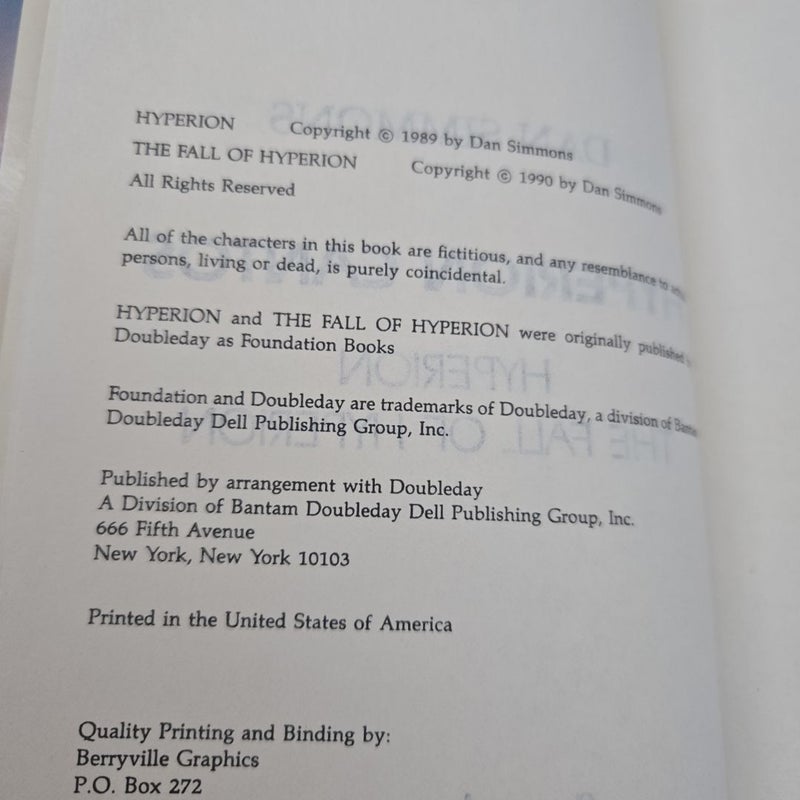 HYPERION Copyright © 1989 by Dan Simmons
THE FALL OF HYPERION Copyright © 1990 by Dan Simmons
All Rights Reserved
All of the characters in this book are fictitious, and any resemblance to
persons, living or dead, is purely coincidental.
HYPERION and THE FALL OF HYPERION were originally published
Doubleday as Foundation Books
Foundation and Doubleday are trademarks of Doubleday, a division of
Doubleday Dell Publishing Group, Inc.
Published by arrangement with Doubleday
A Division of Bantam Doubleday Dell Publishing Group, Inc.
666 Fifth Avenue
New York, New York 10103
Printed in the United States of America
Quality Printing and Binding by:
Berryville Graphics
P.O. Box 272